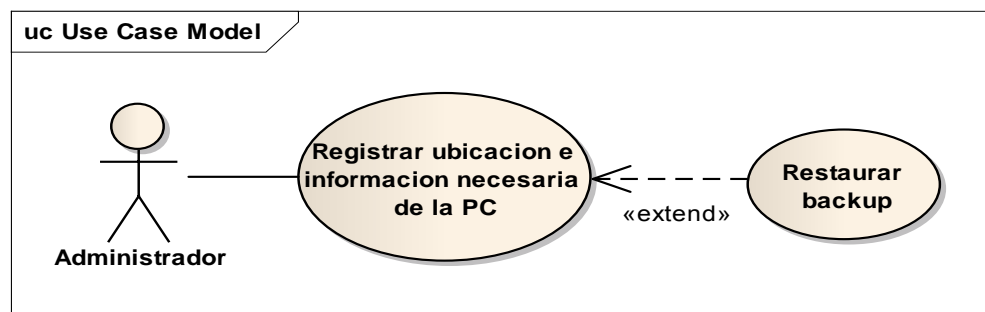 uc Use Case Model
Registrar ubicacion e
informacion necesaria
de la PC
Restaurar
backup
«extend»
Administrador